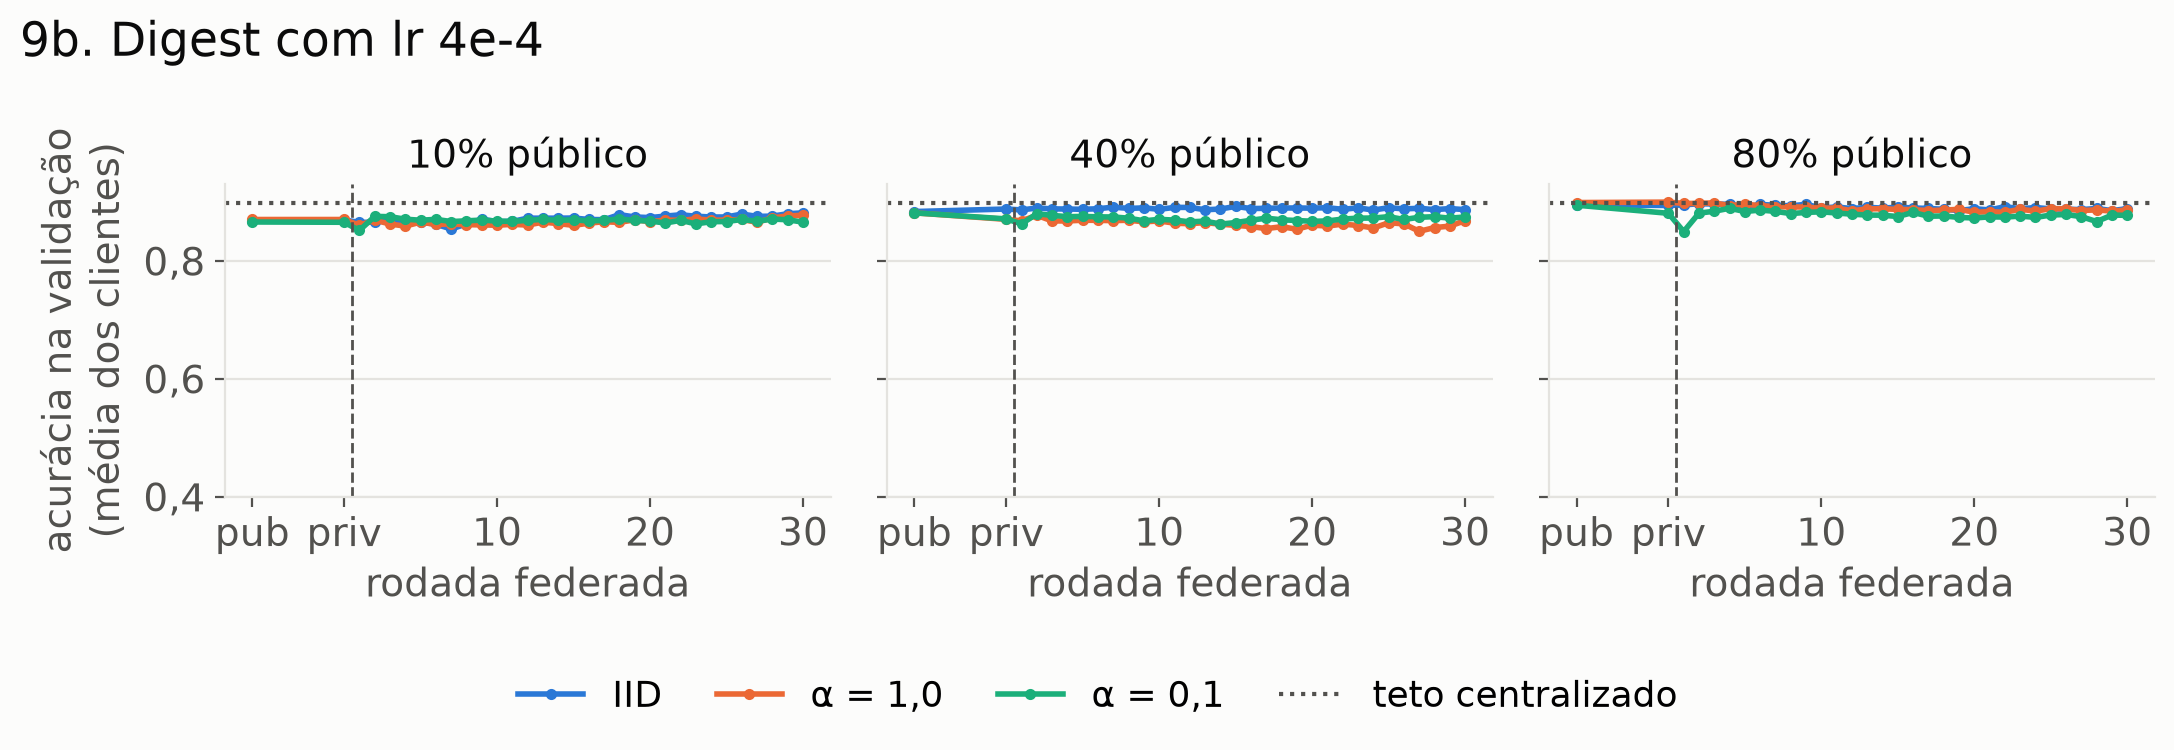 9b. Digest com lr 4e-4
acurácia na validação
(média dos clientes)
10% público
40% público
80% público
0,8
0,6
0,4
pub priv 10 20 30
pub priv 10 20 30
pub priv 10 20 30
rodada federada
rodada federada
rodada federada
IID α = 1,0 α = 0,1 teto centralizado